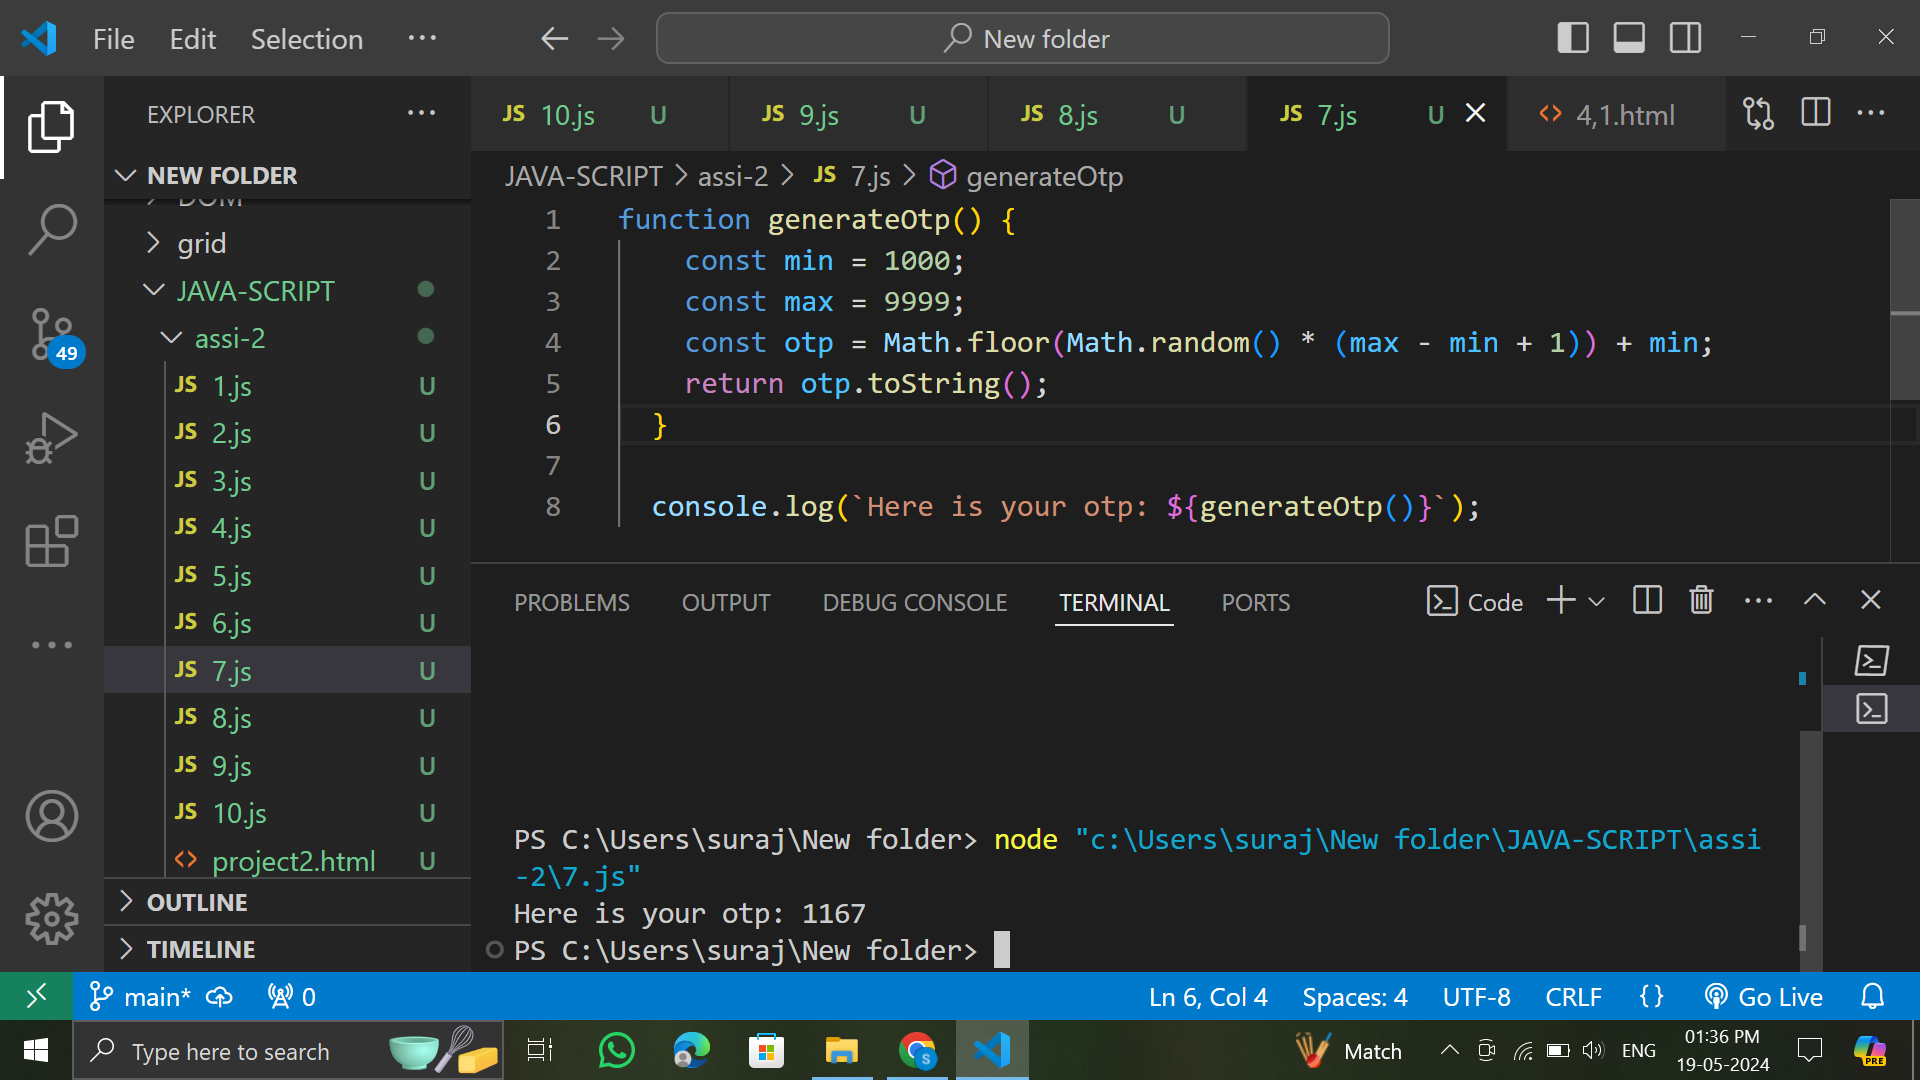 File Edit Selection ···
New folder
EXPLORER ···
NEW FOLDER
DOM
grid
JAVA-SCRIPT
assi-2
JS 1.js U
JS 2.js U
JS 3.js U
JS 4.js U
JS 5.js U
JS 6.js U
JS 7.js U
JS 8.js U
JS 9.js U
JS 10.js U
<> project2.html U
OUTLINE
TIMELINE
49
JS 10.js U JS 9.js U JS 8.js U JS 7.js U <> 4,1.html ···
JAVA-SCRIPT > assi-2 > JS 7.js > generateOtp
1 function generateOtp() {
2 const min = 1000;
3 const max = 9999;
4 const otp = Math.floor(Math.random() * (max - min + 1)) + min;
5 return otp.toString();
6 }
7
8 console.log(`Here is your otp: ${generateOtp()}`);
PROBLEMS OUTPUT DEBUG CONSOLE TERMINAL PORTS Code ···
PS C:\Users\suraj\New folder> node "c:\Users\suraj\New folder\JAVA-SCRIPT\assi
-2\7.js"
Here is your otp: 1167
PS C:\Users\suraj\New folder>
main* 0 Ln 6, Col 4 Spaces: 4 UTF-8 CRLF {} Go Live
Type here to search
S
Match
ENG
01:36 PM
19-05-2024
PRE